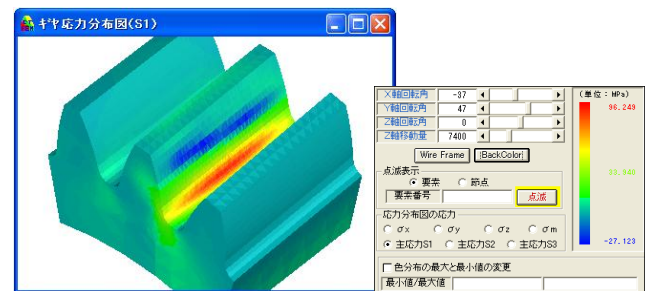 ギヤ応力分布図(S1)
X軸回転角 -37
Y軸回転角 47
Z軸回転角 0
Z軸移動量 7400
Wire Frame BackColor
点滅表示
要素 節点
要素番号 点滅
応力分布図の応力
σx σy σz σm
主応力S1 主応力S2 主応力S3
色分布の最大と最小値の変更
最小値/最大値
(単位:MPa)
96.249
-27.123